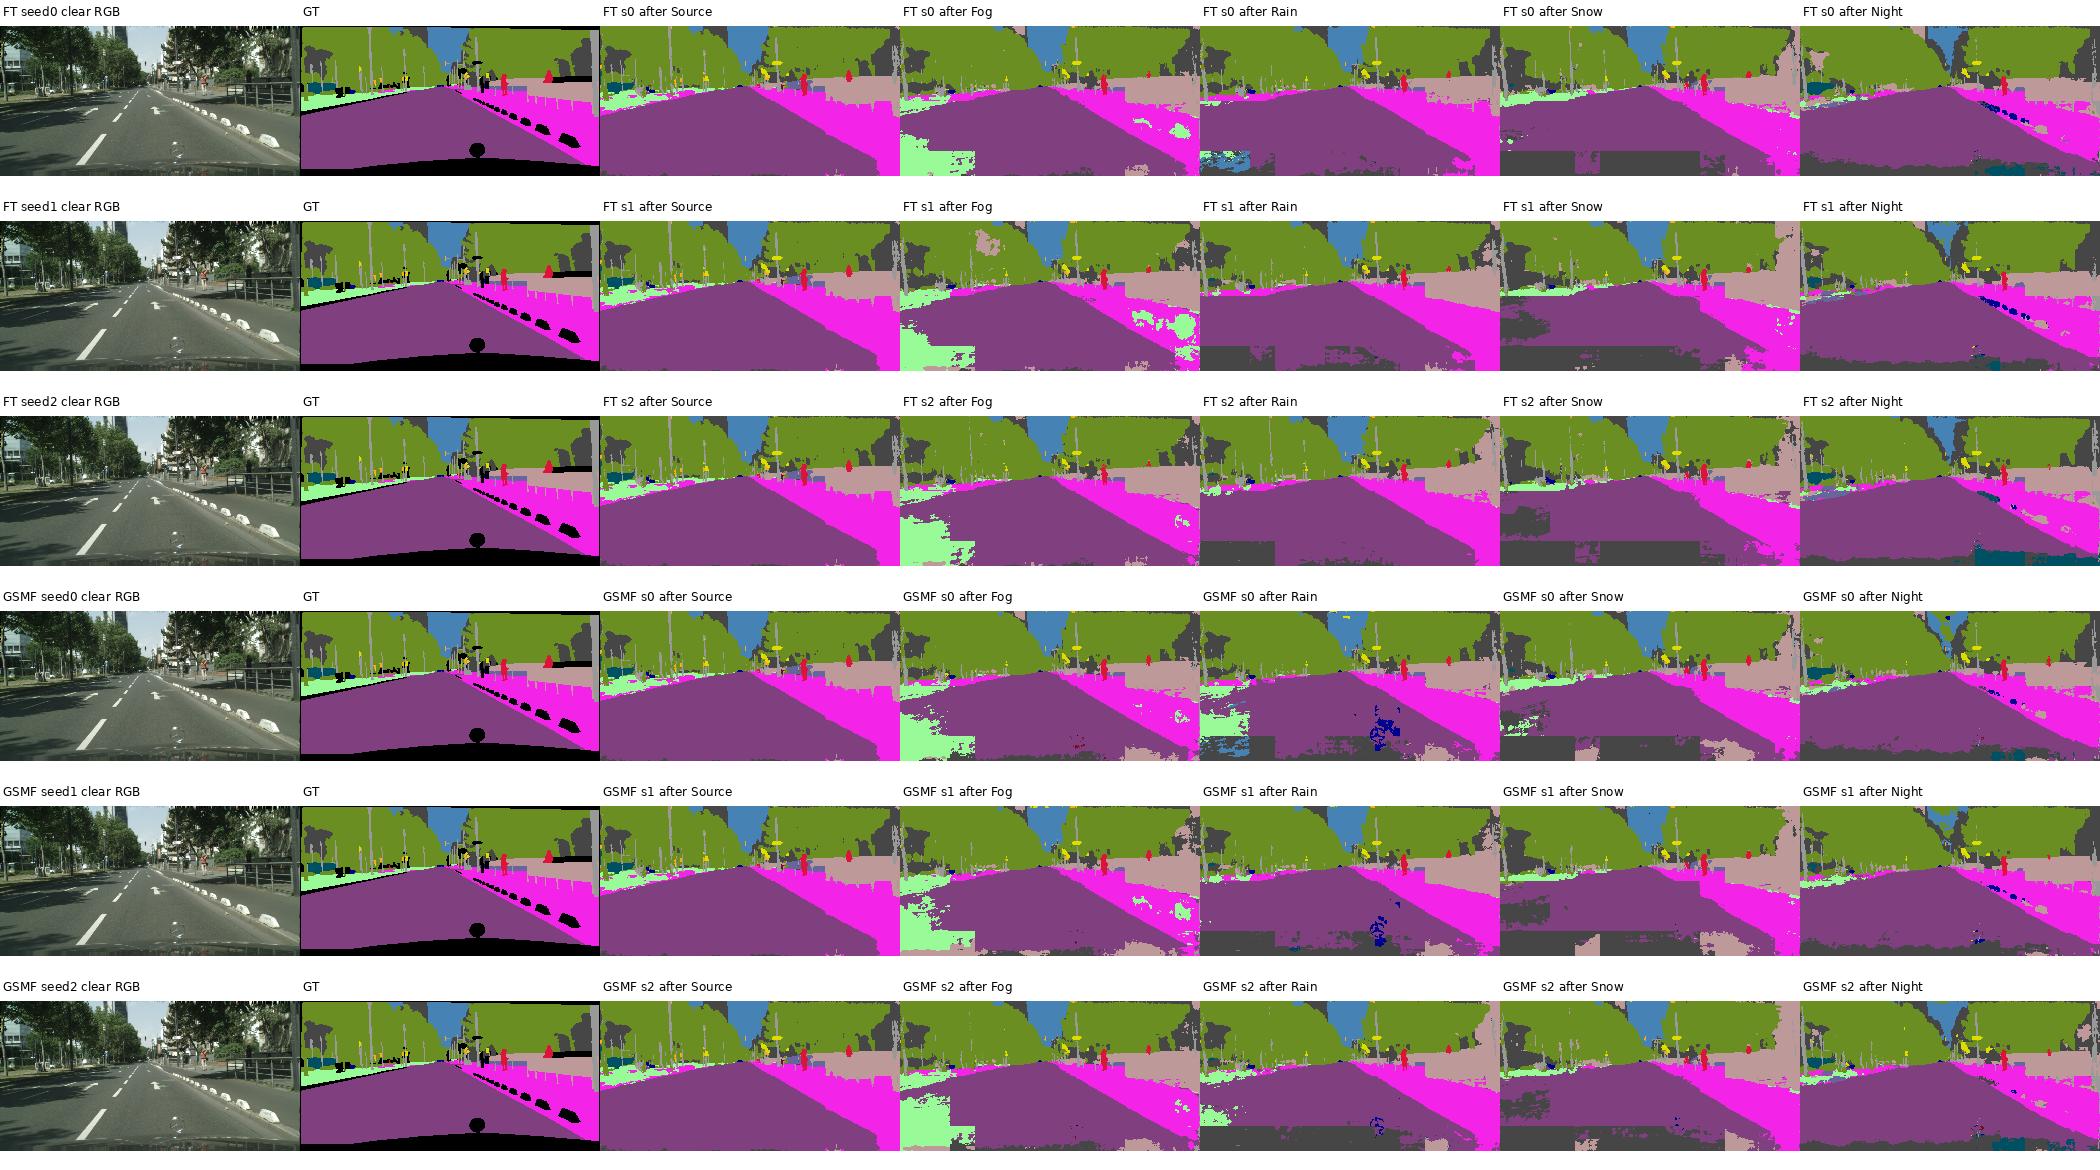 FT seed0 clear RGB GT FT s0 after Source FT s0 after Fog FT s0 after Rain FT s0 after Snow FT s0 after Night
FT seed1 clear RGB GT FT s1 after Source FT s1 after Fog FT s1 after Rain FT s1 after Snow FT s1 after Night
FT seed2 clear RGB GT FT s2 after Source FT s2 after Fog FT s2 after Rain FT s2 after Snow FT s2 after Night
GSMF seed0 clear RGB GT GSMF s0 after Source GSMF s0 after Fog GSMF s0 after Rain GSMF s0 after Snow GSMF s0 after Night
GSMF seed1 clear RGB GT GSMF s1 after Source GSMF s1 after Fog GSMF s1 after Rain GSMF s1 after Snow GSMF s1 after Night
GSMF seed2 clear RGB GT GSMF s2 after Source GSMF s2 after Fog GSMF s2 after Rain GSMF s2 after Snow GSMF s2 after Night